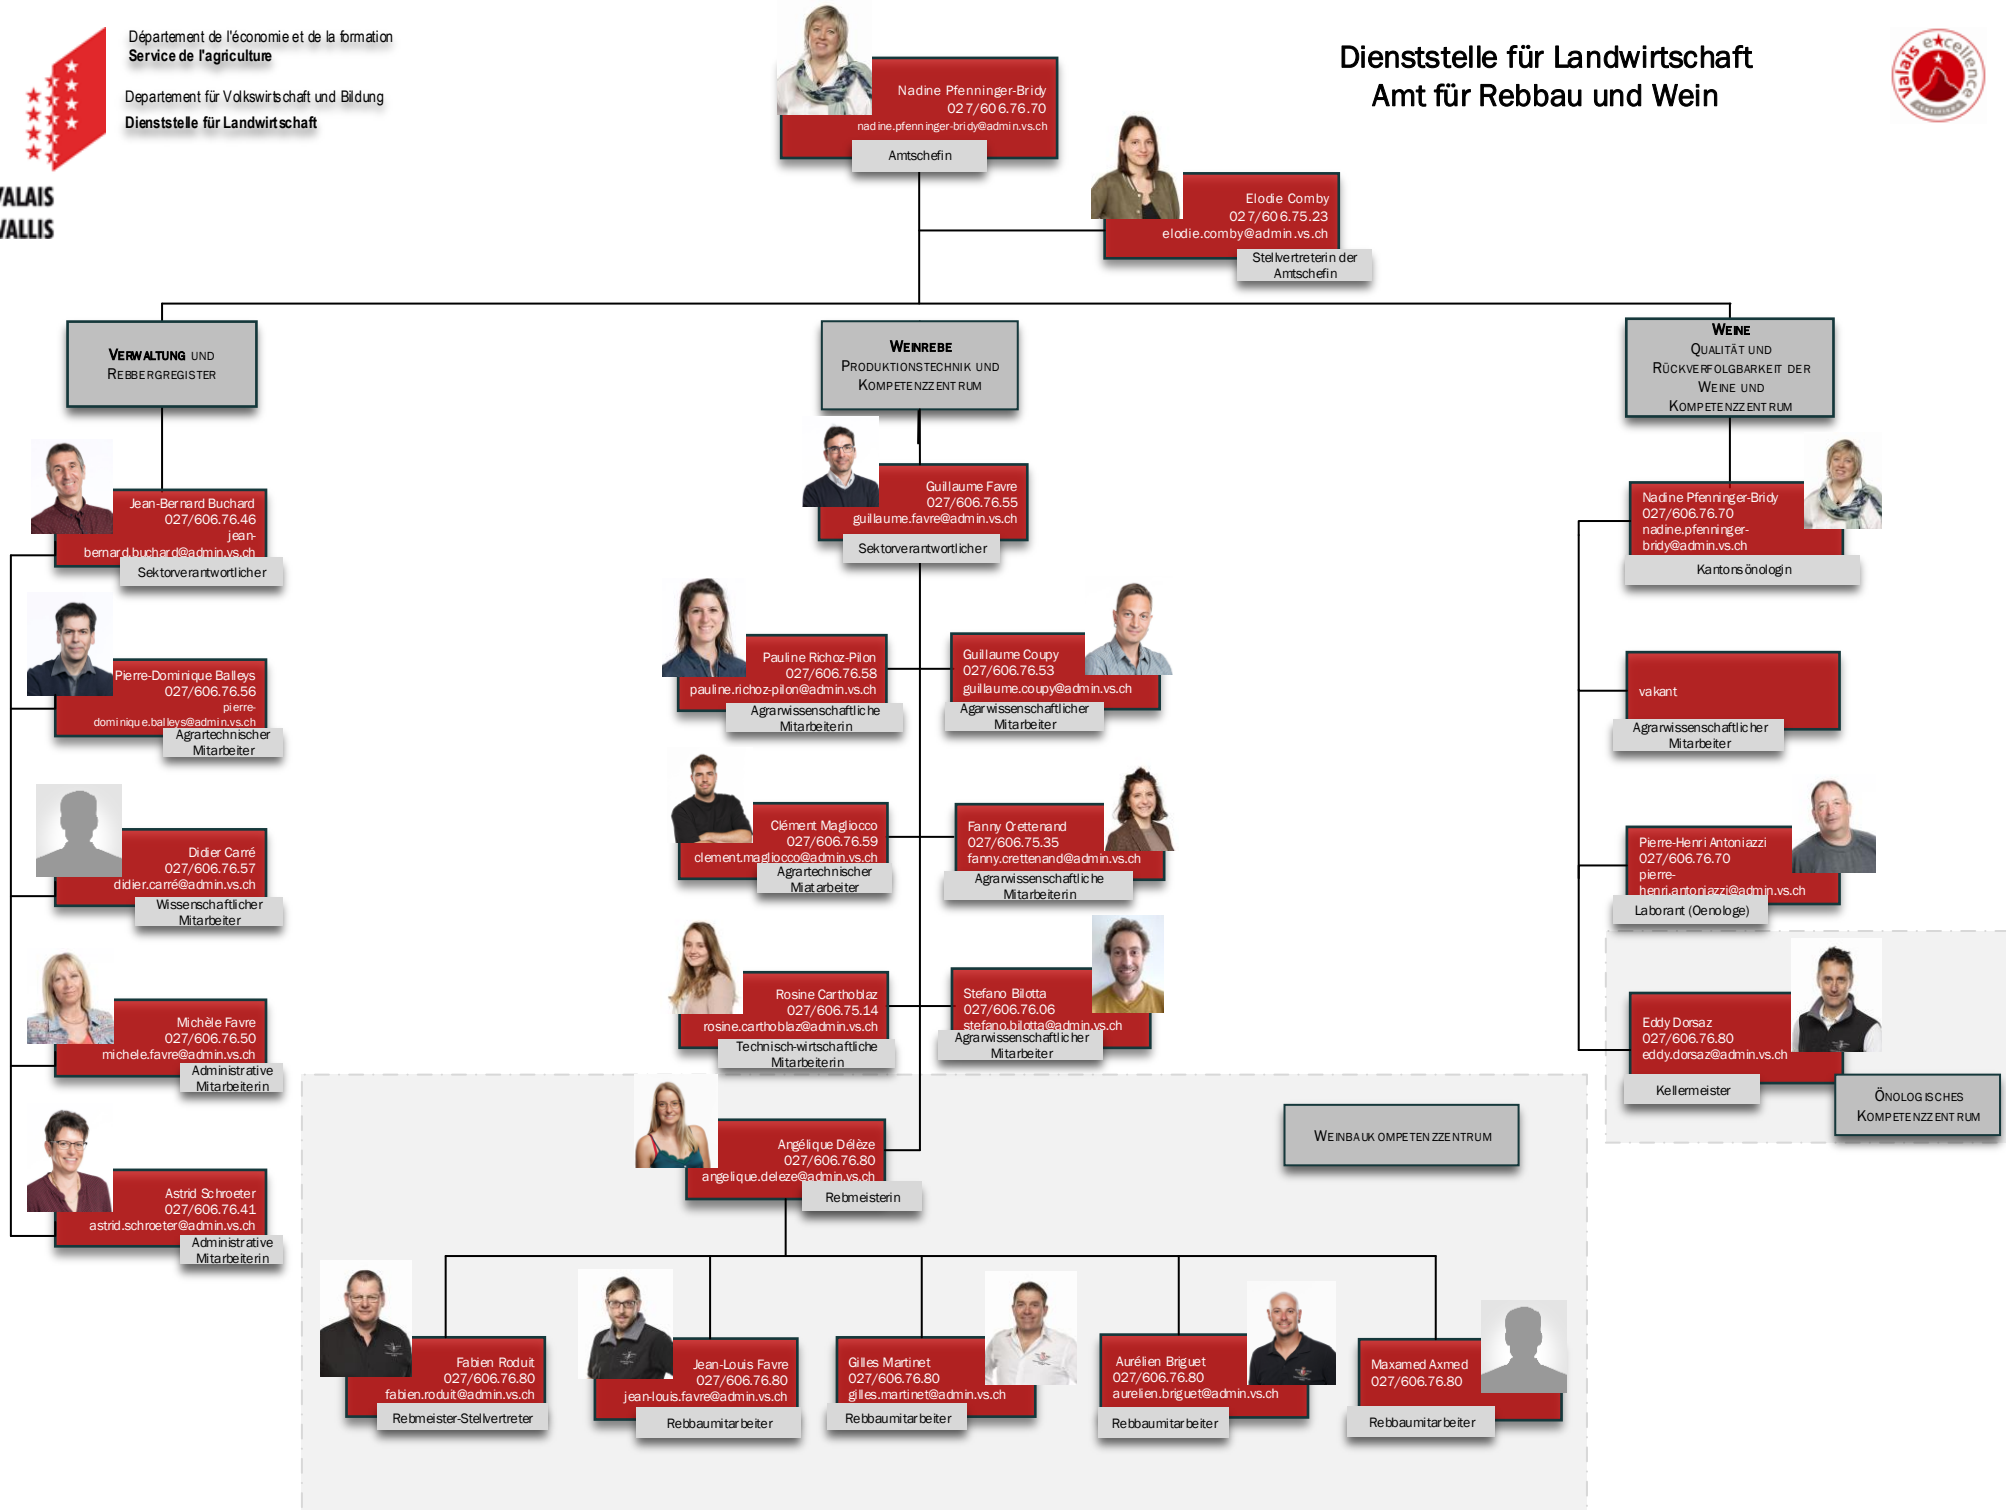 Département de l'économie et de la formation
Service de l'agriculture
Departement für Volkswirtschaft und Bildung
Dienststelle für Landwirtschaft
VALAIS
WALLIS
Dienststelle für Landwirtschaft
Amt für Rebbau und Wein
valais excellence
Nadine Pfenninger-Bridy
027/606.76.70
nadine.pfenninger-bridy@admin.vs.ch
Amtschefin
Elodie Comby
027/606.75.23
elodie.comby@admin.vs.ch
Stellvertreterin der
Amtschefin
VERWALTUNG UND
REBBERGREGISTER
Jean-Bernard Buchard
027/606.76.46
jean-
bernard.buchard@admin.vs.ch
Sektorverantwortlicher
Pierre-Dominique Balleys
027/606.76.56
pierre-
dominique.balleys@admin.vs.ch
Agrartechnischer
Mitarbeiter
Didier Carré
027/606.76.57
didier.carré@admin.vs.ch
Wissenschaftlicher
Mitarbeiter
Michèle Favre
027/606.76.50
michele.favre@admin.vs.ch
Administrative
Mitarbeiterin
Astrid Schroeter
027/606.76.41
astrid.schroeter@admin.vs.ch
Administrative
Mitarbeiterin
WEINREBE
PRODUKTIONSTECHNIK UND
KOMPETENZZENTRUM
Guillaume Favre
027/606.76.55
guillaume.favre@admin.vs.ch
Sektorverantwortlicher
Pauline Richoz-Pilon
027/606.76.58
pauline.richoz-pilon@admin.vs.ch
Agrarwissenschaftliche
Mitarbeiterin
Guillaume Coupy
027/606.76.53
guillaume.coupy@admin.vs.ch
Agarwissenschaftlicher
Mitarbeiter
Clément Magliocco
027/606.76.59
clement.magliocco@admin.vs.ch
Agrartechnischer
Miatarbeiter
Fanny Crettenand
027/606.75.35
fanny.crettenand@admin.vs.ch
Agrarwissenschaftliche
Mitarbeiterin
Rosine Carthoblaz
027/606.75.14
rosine.carthoblaz@admin.vs.ch
Technisch-wirtschaftliche
Mitarbeiterin
Stefano Bilotta
027/606.76.06
stefano.bilotta@admin.vs.ch
Agrarwissenschaftlicher
Mitarbeiter
Angélique Délèze
027/606.76.80
angelique.deleze@admin.vs.ch
Rebmeisterin
WEINBAUKOMPETENZZENTRUM
Fabien Roduit
027/606.76.80
fabien.roduit@admin.vs.ch
Rebmeister-Stellvertreter
Jean-Louis Favre
027/606.76.80
jean-louis.favre@admin.vs.ch
Rebbaumitarbeiter
Gilles Martinet
027/606.76.80
gilles.martinet@admin.vs.ch
Rebbaumitarbeiter
Aurélien Briguet
027/606.76.80
aurelien.briguet@admin.vs.ch
Rebbaumitarbeiter
Maxamed Axmed
027/606.76.80
Rebbaumitarbeiter
WEINE
QUALITÄT UND
RÜCKVERFOLGBARKEIT DER
WEINE UND
KOMPETENZZENTRUM
Nadine Pfenninger-Bridy
027/606.76.70
nadine.pfenninger-
bridy@admin.vs.ch
Kantonsönologin
vakant
Agrarwissenschaftlicher
Mitarbeiter
Pierre-Henri Antoniazzi
027/606.76.70
pierre-
henri.antoniazzi@admin.vs.ch
Laborant (Oenologe)
Eddy Dorsaz
027/606.76.80
eddy.dorsaz@admin.vs.ch
Kellermeister
ÖNOLOGISCHES
KOMPETENZZENTRUM